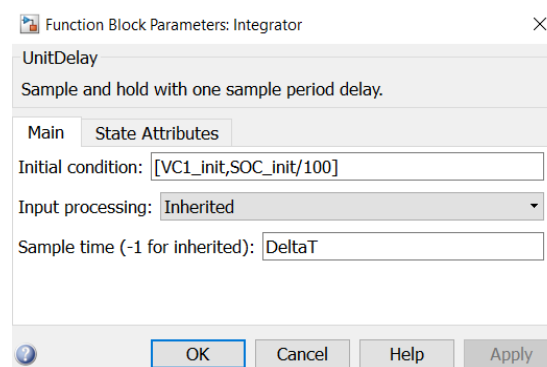 Function Block Parameters: Integrator
UnitDelay
Sample and hold with one sample period delay.
Main State Attributes
Initial condition: [VC1_init,SOC_init/100]
Input processing: Inherited
Sample time (-1 for inherited): DeltaT
? OK Cancel Help Apply